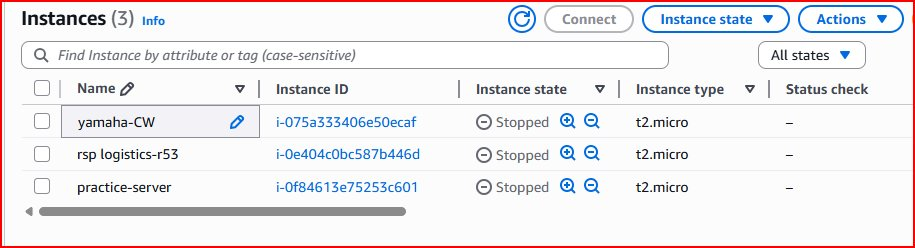 Instances (3) Info Connect Instance state Actions
Find Instance by attribute or tag (case-sensitive) All states
Name Instance ID Instance state Instance type Status check
yamaha-CW i-075a333406e50ecaf Stopped t2.micro –
rsp logistics-r53 i-0e404c0bc587b446d Stopped t2.micro –
practice-server i-0f84613e75253c601 Stopped t2.micro –